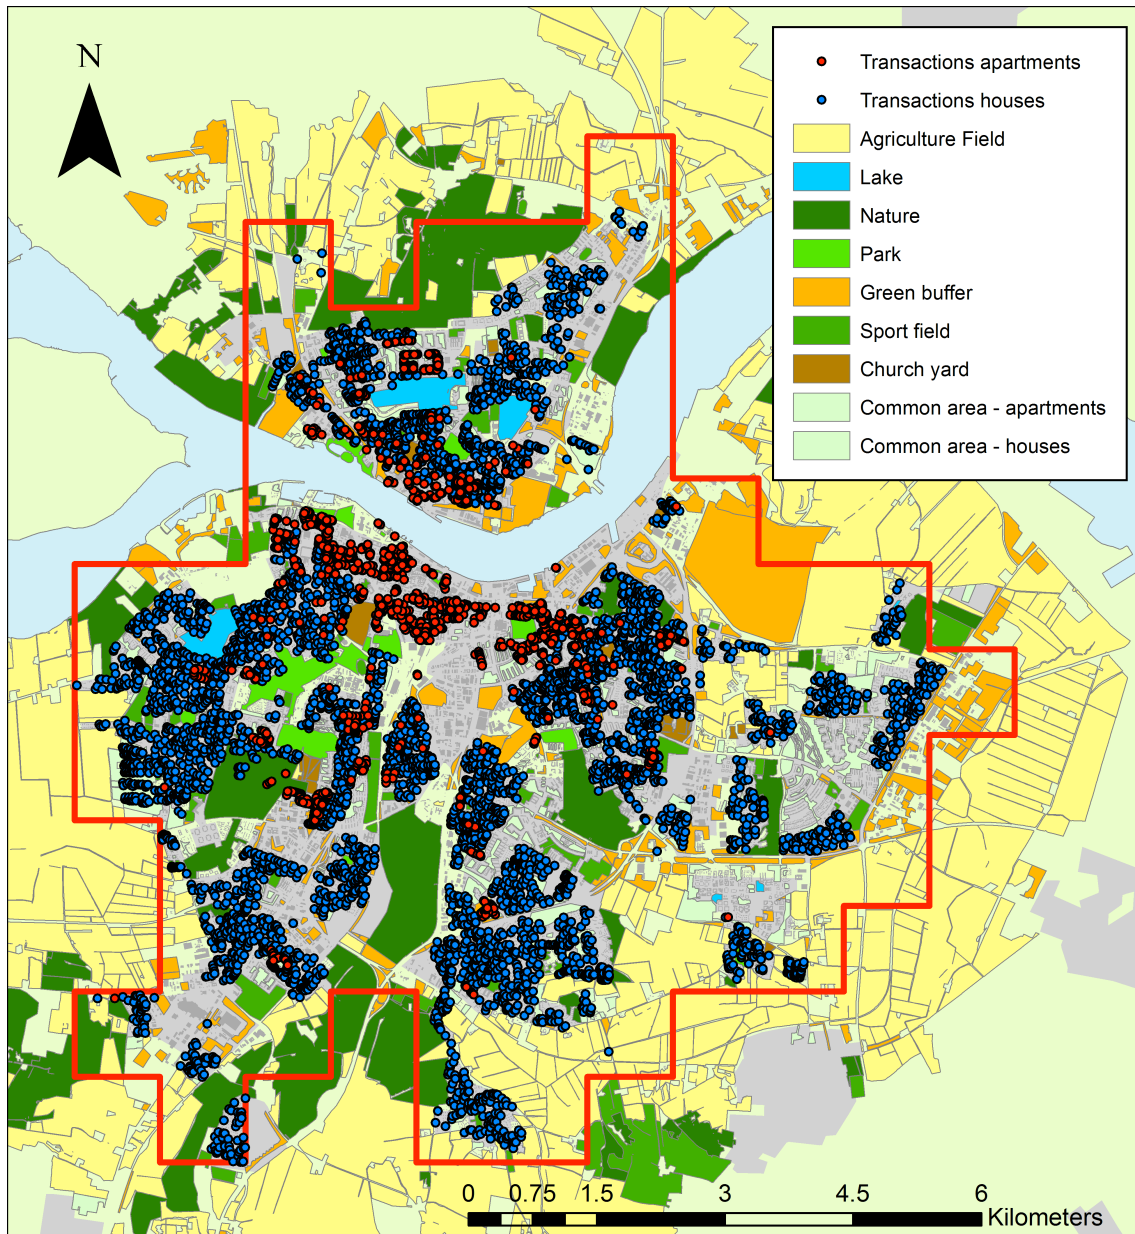 N
Transactions apartments
Transactions houses
Agriculture Field
Lake
Nature
Park
Green buffer
Sport field
Church yard
Common area - apartments
Common area - houses
0 0.75 1.5 3 4.5 6
Kilometers